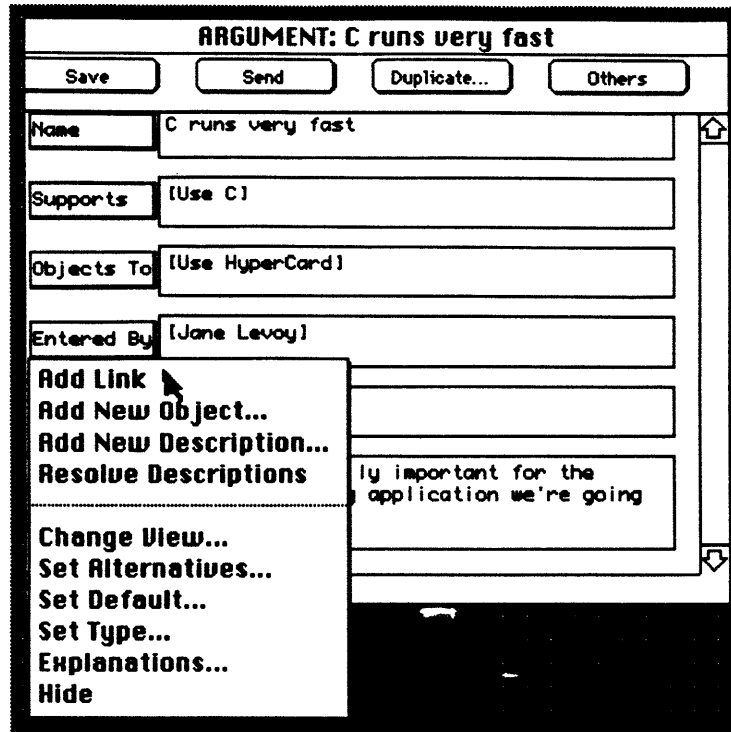 ARGUMENT: C runs very fast
Save Send Duplicate... Others
Name C runs very fast
Supports [Use C]
Objects To [Use HyperCard]
Entered By [Jane Levoy]
Add Link
Add New Object...
Add New Description...
Resolve Descriptions
ly important for the
application we're going
Change View...
Set Alternatives...
Set Default...
Set Type...
Explanations...
Hide